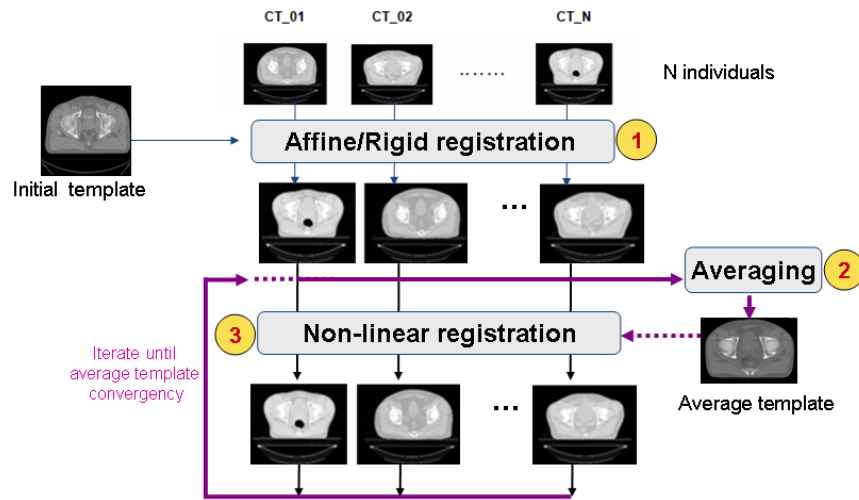 CT_01 CT_02 CT_N
........
N individuals
Affine/Rigid registration 1
Initial template
...
Averaging 2
3 Non-linear registration
Iterate until
average template
convergency
Average template
...